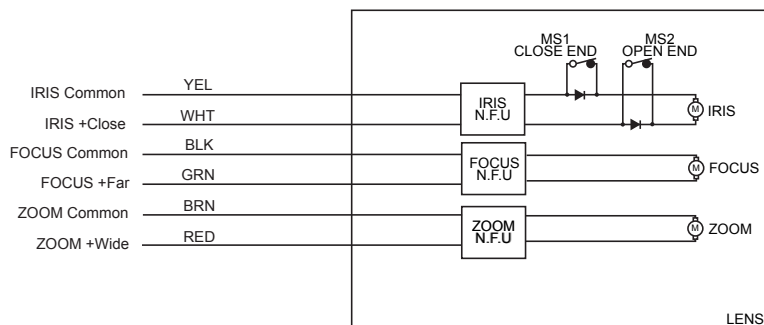 MS1
CLOSE END
MS2
OPEN END
IRIS Common
YEL
IRIS +Close
WHT
IRIS
N.F.U
M
IRIS
FOCUS Common
BLK
FOCUS +Far
GRN
FOCUS
N.F.U
M
FOCUS
ZOOM Common
BRN
ZOOM +Wide
RED
ZOOM
N.F.U
M
ZOOM
LENS